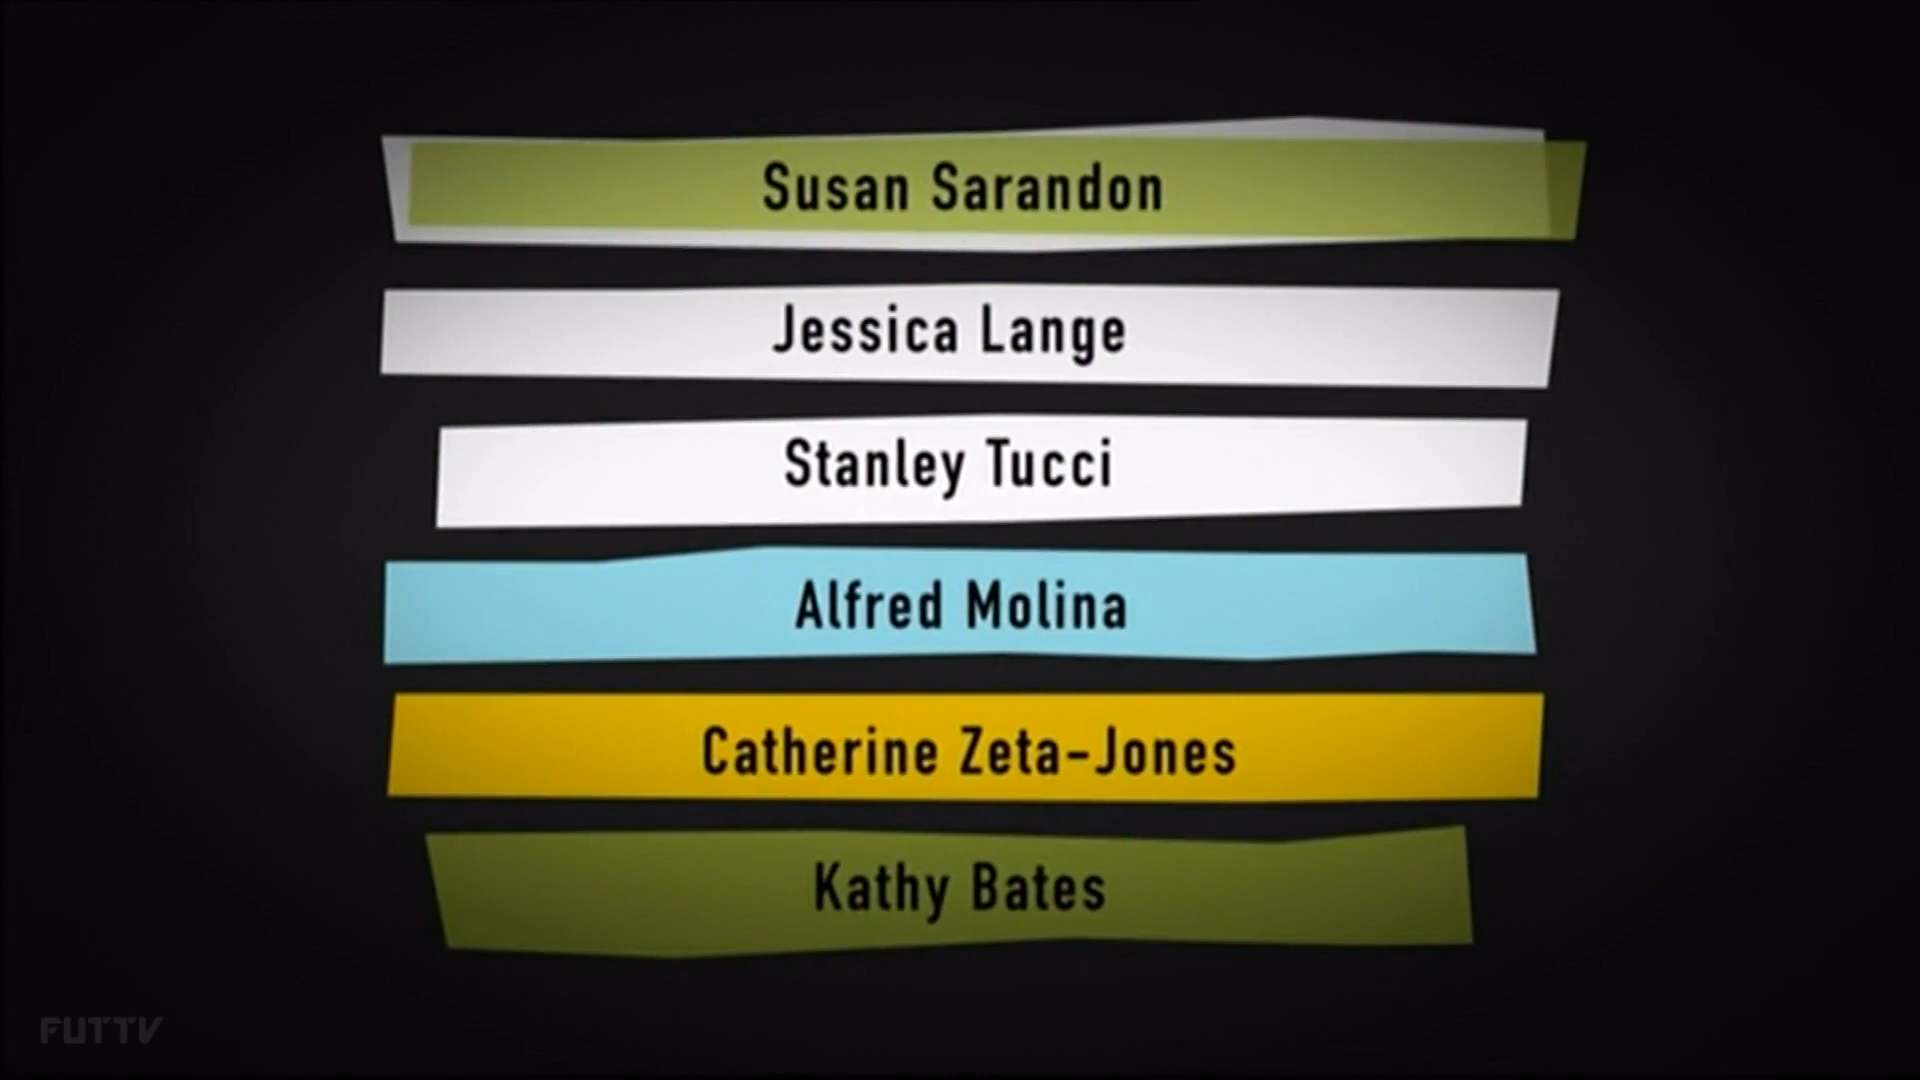 Susan Sarandon
Jessica Lange
Stanley Tucci
Alfred Molina
Catherine Zeta-Jones
Kathy Bates
FUTTV